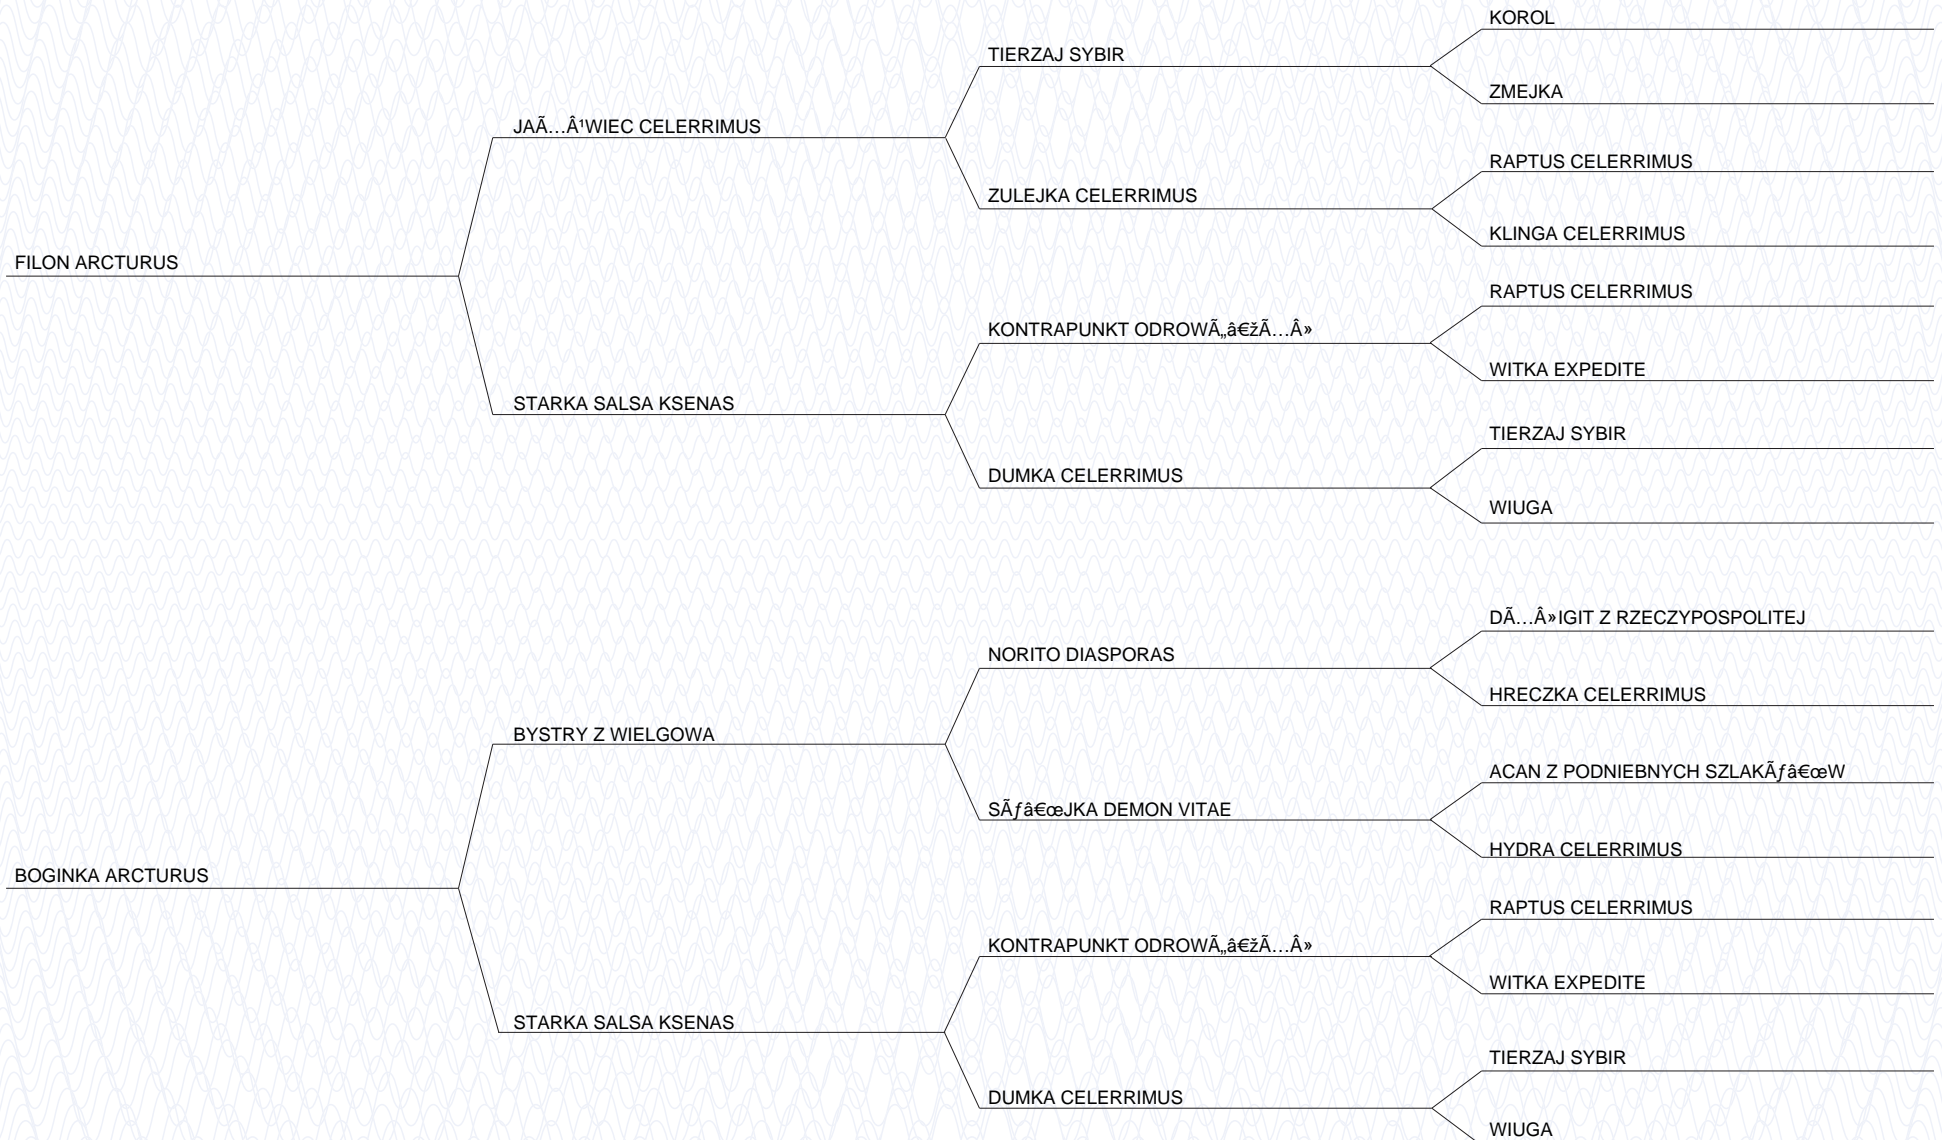 KOROL
TIERZAJ SYBIR
ZMEJKA
JAÃ…Â¹WIEC CELERRIMUS
RAPTUS CELERRIMUS
ZULEJKA CELERRIMUS
KLINGA CELERRIMUS
FILON ARCTURUS
RAPTUS CELERRIMUS
KONTRAPUNKT ODROWÃ„â€žÃ…Â»
WITKA EXPEDITE
STARKA SALSA KSENAS
TIERZAJ SYBIR
DUMKA CELERRIMUS
WIUGA
DÃ…Â»IGIT Z RZECZYPOSPOLITEJ
NORITO DIASPORAS
HRECZKA CELERRIMUS
BYSTRY Z WIELGOWA
ACAN Z PODNIEBNYCH SZLAKÃƒâ€œW
SÃƒâ€œJKA DEMON VITAE
HYDRA CELERRIMUS
BOGINKA ARCTURUS
RAPTUS CELERRIMUS
KONTRAPUNKT ODROWÃ„â€žÃ…Â»
WITKA EXPEDITE
STARKA SALSA KSENAS
TIERZAJ SYBIR
DUMKA CELERRIMUS
WIUGA